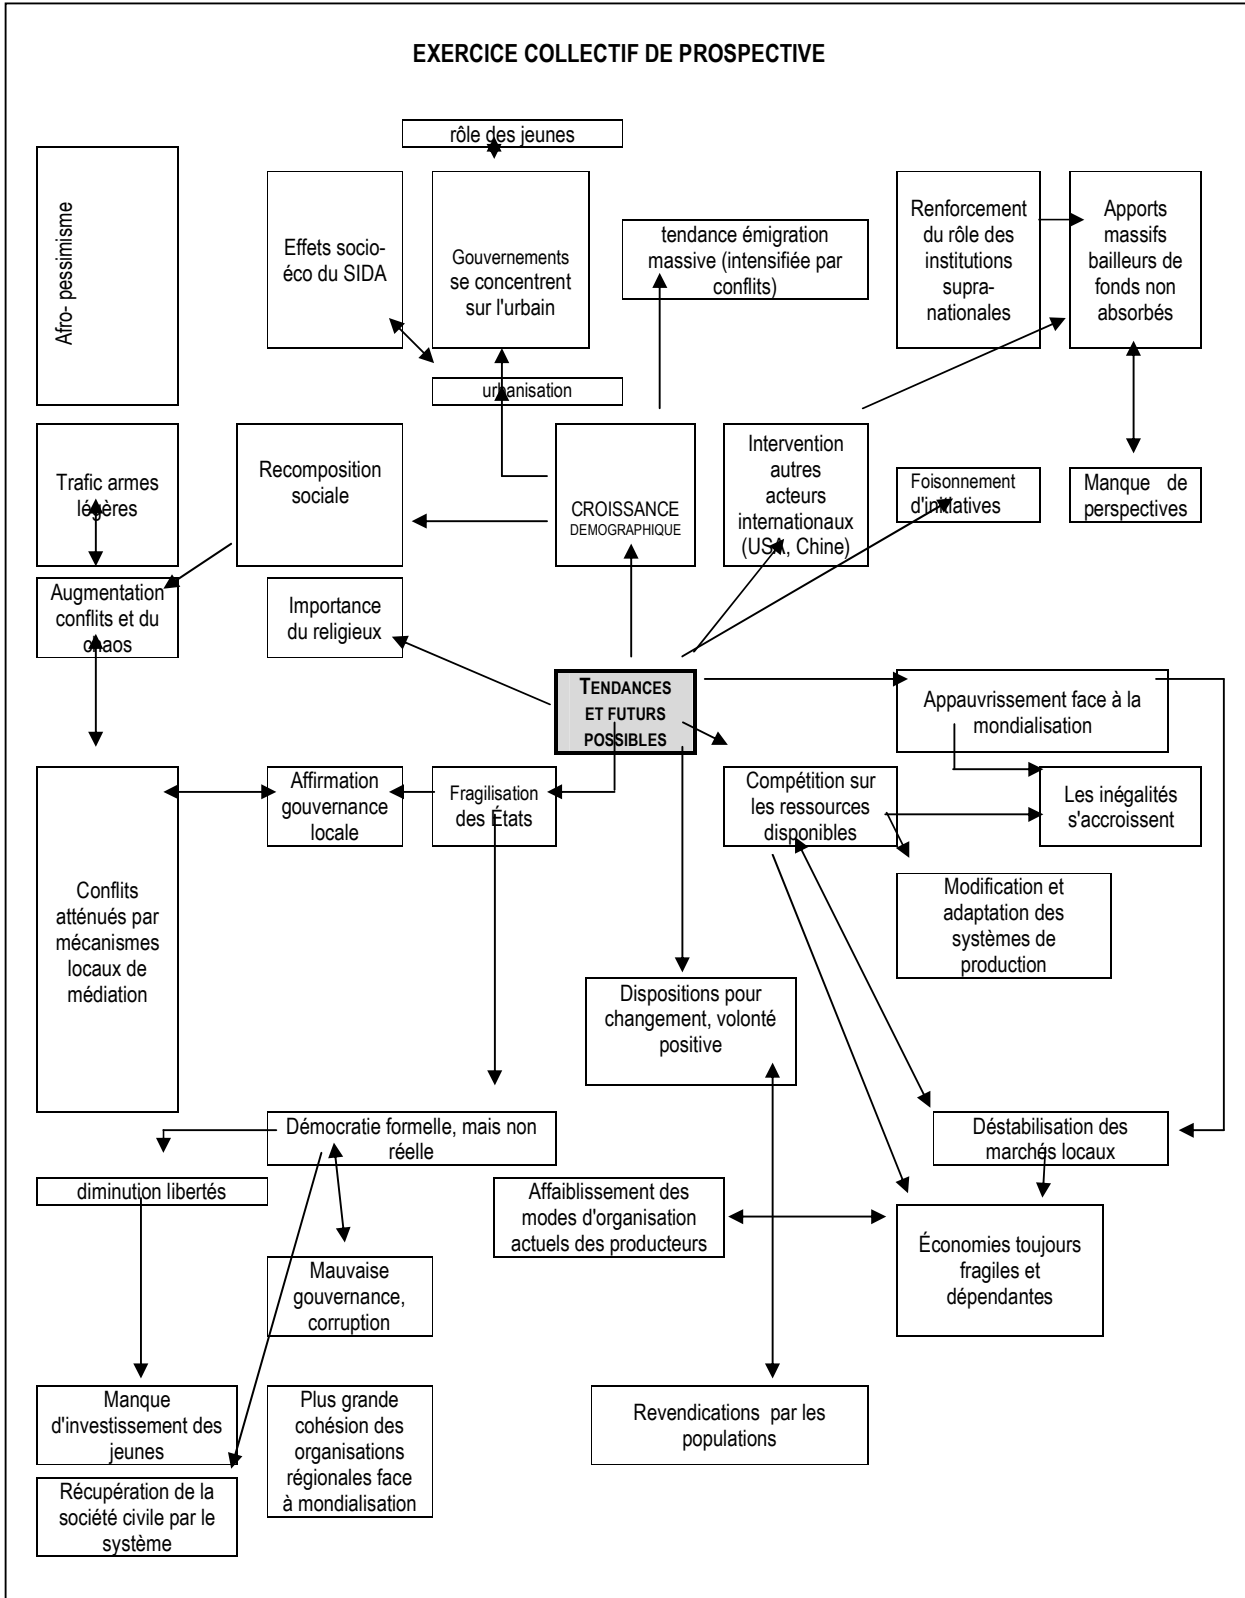 EXERCICE COLLECTIF DE PROSPECTIVE
rôle des jeunes
Afro- pessimisme
Effets socio-
éco du SIDA
Gouvernements
se concentrent
sur l'urbain
tendance émigration
massive (intensifiée par
conflits)
Renforcement
du rôle des
institutions
supra-
nationales
Apports
massifs
bailleurs de
fonds non
absorbés
urbanisation
Trafic armes
légères
Recomposition
sociale
CROISSANCE
DEMOGRAPHIQUE
Intervention
autres
acteurs
internationaux
(USA, Chine)
Foisonnement
d'initiatives
Manque de
perspectives
Augmentation
conflits et du
chaos
Importance
du religieux
TENDANCES
ET FUTURS
POSSIBLES
Appauvrissement face à la
mondialisation
Affirmation
gouvernance
locale
Fragilisation
des États
Compétition sur
les ressources
disponibles
Les inégalités
s'accroissent
Conflits
atténués par
mécanismes
locaux de
médiation
Modification et
adaptation des
systèmes de
production
Dispositions pour
changement, volonté
positive
Démocratie formelle, mais non
réelle
Déstabilisation des
marchés locaux
diminution libertés
Affaiblissement des
modes d'organisation
actuels des producteurs
Économies toujours
fragiles et
dépendantes
Mauvaise
gouvernance,
corruption
Manque
d'investissement des
jeunes
Plus grande
cohésion des
organisations
régionales face
à mondialisation
Revendications par les
populations
Récupération de la
société civile par le
système